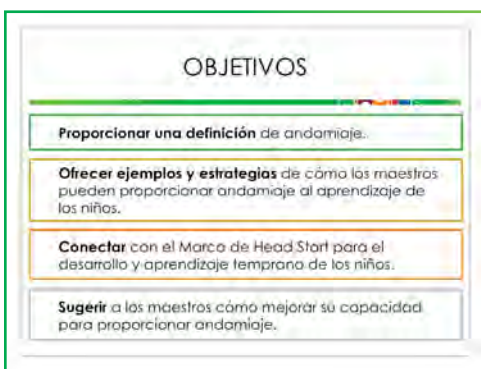 OBJETIVOS
Proporcionar una definición de andamiaje.
Ofrecer ejemplos y estrategias de cómo los maestros
pueden proporcionar andamiaje al aprendizaje de
los niños.
Conectar con el Marco de Head Start para el
desarrollo y aprendizaje temprano de los niños.
Sugerir a los maestros cómo mejorar su capacidad
para proporcionar andamiaje.